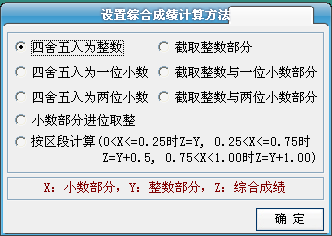 设置综合成绩计算方法
四舍五入为整数 截取整数部分
四舍五入为一位小数 截取整数与一位小数部分
四舍五入为两位小数 截取整数与两位小数部分
小数部分进位取整
按区段计算(0<X<=0.25时Z=Y, 0.25<X<=0.75时
Z=Y+0.5, 0.75<X<1.00时Z=Y+1.00)
X: 小数部分, Y: 整数部分, Z: 综合成绩
确 定